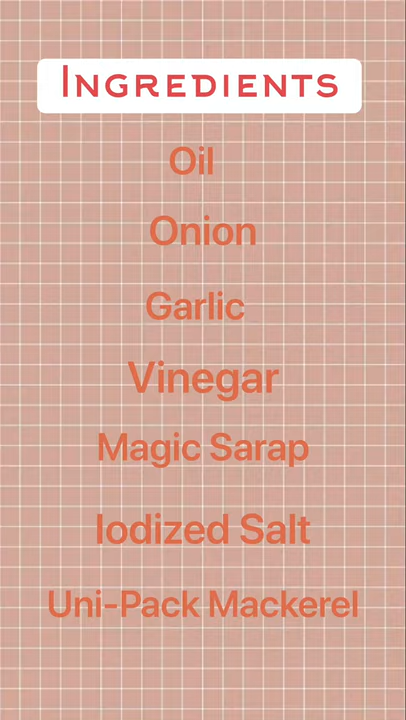 INGREDIENTS
Oil
Onion
Garlic
Vinegar
Magic Sarap
Iodized Salt
Uni-Pack Mackerel